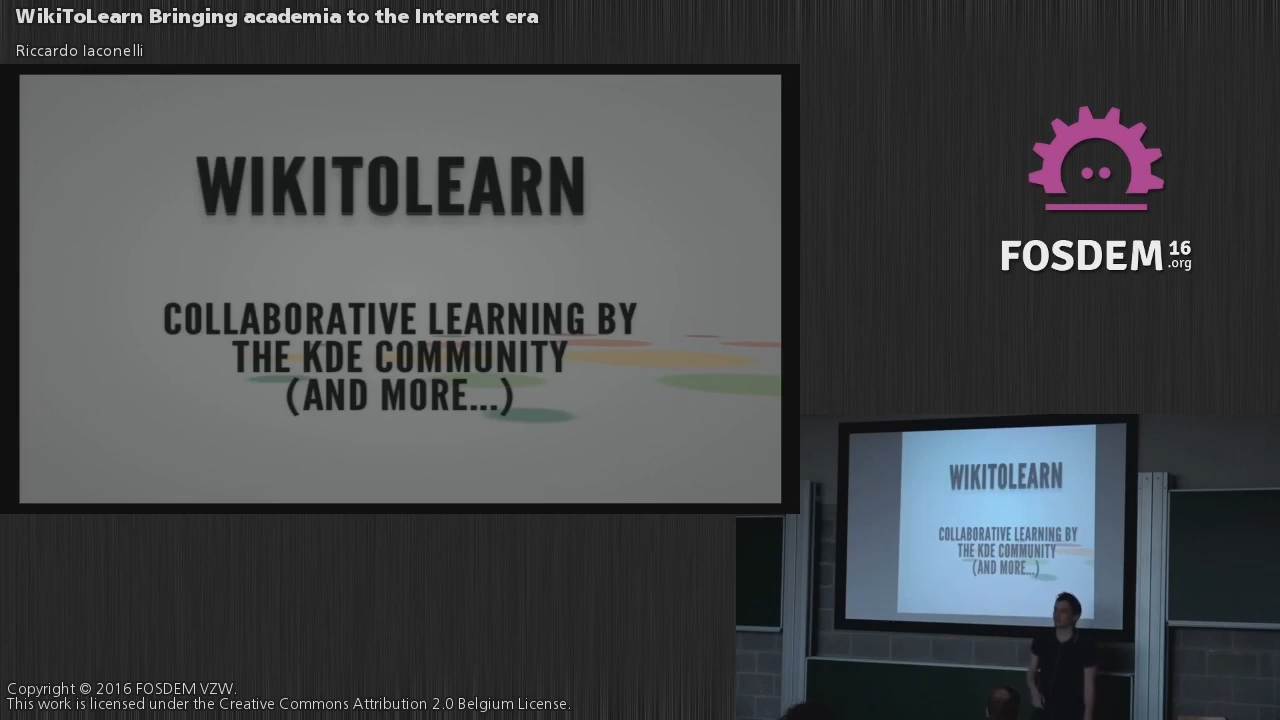 WikiToLearn Bringing academia to the Internet era
Riccardo Iaconelli
WIKITOLEARN
COLLABORATIVE LEARNING BY
THE KDE COMMUNITY
(AND MORE...)
FOSDEM 16
.org
WIKITOLEARN
COLLABORATIVE LEARNING BY
THE KDE COMMUNITY
(AND MORE...)
Copyright © 2016 FOSDEM VZW.
This work is licensed under the Creative Commons Attribution 2.0 Belgium License.